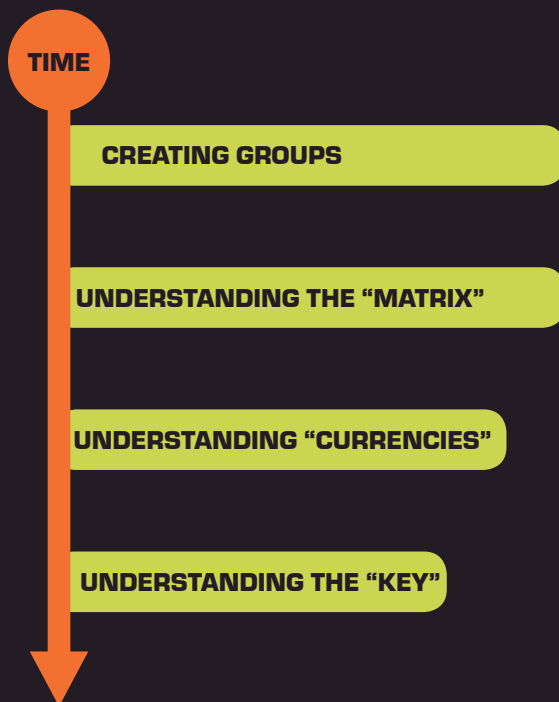 TIME
CREATING GROUPS
UNDERSTANDING THE “MATRIX”
UNDERSTANDING “CURRENCIES”
UNDERSTANDING THE “KEY”